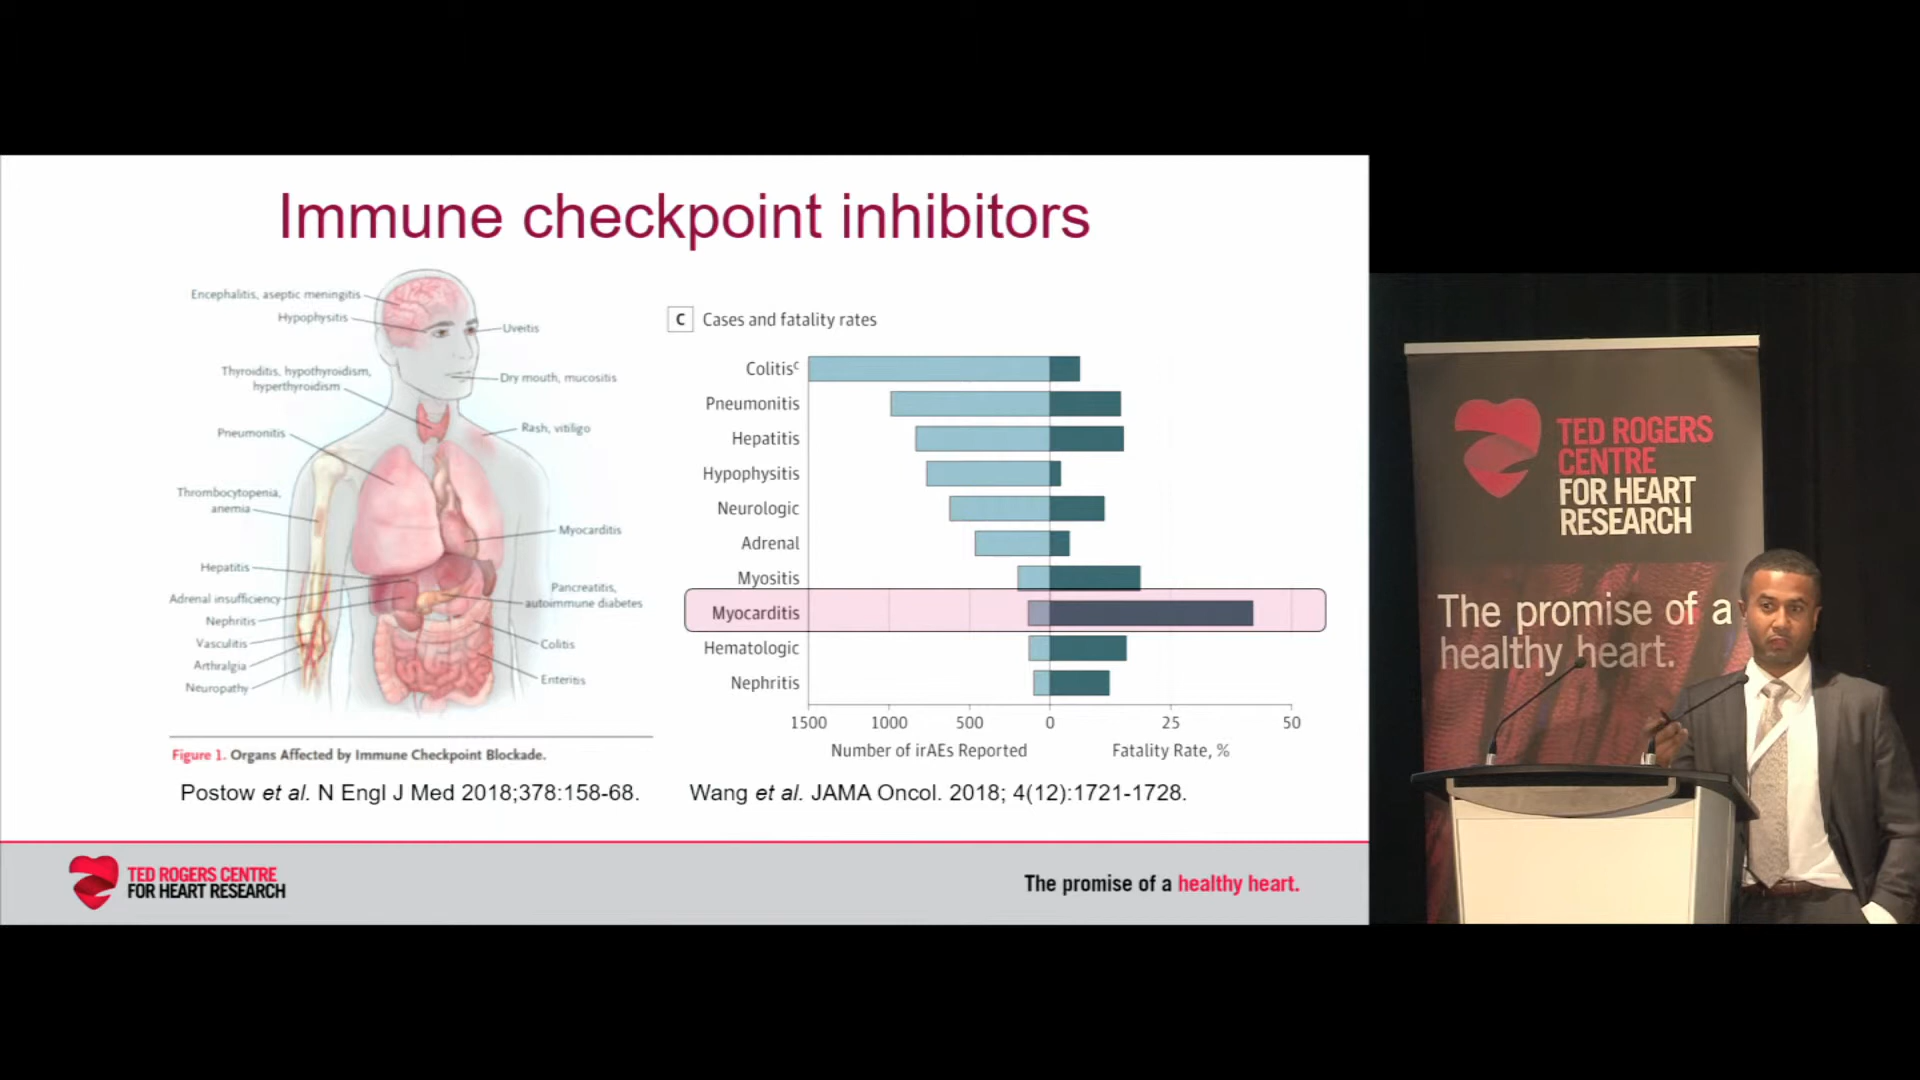 Immune checkpoint inhibitors
Encephalitis, aseptic meningitis
Hypophysitis
Uveitis
Thyroiditis, hypothyroidism,
hyperthyroidism
Dry mouth, mucositis
Pneumonitis
Rash, vitiligo
Thrombocytopenia,
anemia
Myocarditis
Hepatitis
Adrenal insufficiency
Pancreatitis,
autoimmune diabetes
Nephritis
Vasculitis
Colitis
Arthralgia
Neuropathy
Enteritis
Figure 1. Organs Affected by Immune Checkpoint Blockade.
Postow et al. N Engl J Med 2018;378:158-68.
C Cases and fatality rates
Colitisᶜ
Pneumonitis
Hepatitis
Hypophysitis
Neurologic
Adrenal
Myositis
Myocarditis
Hematologic
Nephritis
1500 1000 500 0 25 50
Number of irAEs Reported Fatality Rate, %
Wang et al. JAMA Oncol. 2018; 4(12):1721-1728.
TED ROGERS CENTRE
FOR HEART RESEARCH
The promise of a healthy heart.
TED ROGERS
CENTRE
FOR HEART
RESEARCH
The promise of a
healthy heart.